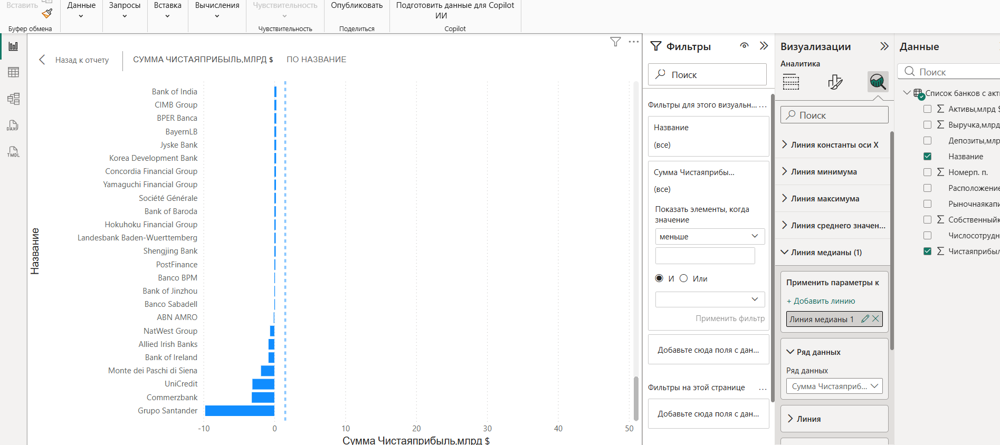 Вставить
Данные
Запросы
Вставка
Вычисления
Чувствительность
Опубликовать
Подготовить данные для Copilot
ИИ
Буфер обмена
Чувствительность
Поделиться
Copilot
Назад к отчету
СУММА ЧИСТАЯПРИБЫЛЬ,МЛРД $
ПО НАЗВАНИЕ
Название
Bank of India
CIMB Group
BPER Banca
BayernLB
Jyske Bank
Korea Development Bank
Concordia Financial Group
Yamaguchi Financial Group
Société Générale
Bank of Baroda
Hokuhoku Financial Group
Landesbank Baden-Wuerttemberg
Shengjing Bank
PostFinance
Banco BPM
Bank of Jinzhou
Banco Sabadell
ABN AMRO
NatWest Group
Allied Irish Banks
Bank of Ireland
Monte dei Paschi di Siena
UniCredit
Commerzbank
Grupo Santander
-10 0 10 20 30 40 50
Сумма Чистаяприбыль,млрд $
DAX
TMDL
Фильтры
Поиск
Фильтры для этого визуальн... ...
Название
(все)
Сумма Чистаяприбы...
(все)
Показать элементы, когда
значение
меньше
И Или
Применить фильтр
Добавьте сюда поля с дан...
Фильтры на этой странице ...
Добавьте сюда поля с дан...
Визуализации
Аналитика
Поиск
Линия константы оси X
Линия минимума
Линия максимума
Линия среднего значен...
Линия медианы (1)
Применить параметры к
+ Добавить линию
Линия медианы 1
Ряд данных
Ряд данных
Сумма Чистаяприб...
Линия
Данные
Поиск
Список банков с акти
Активы,млрд $
Выручка,млрд
Депозиты,млр
Название
Номерп. п.
Расположение
Рыночнаякапи
Собственныйк
Числосотрудн
Чистаяприбыл